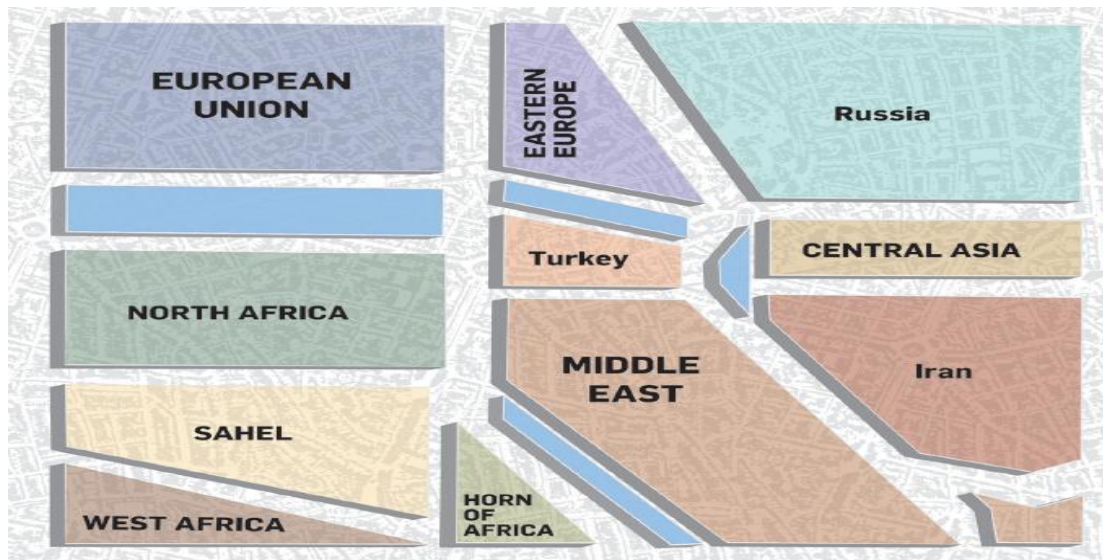 EUROPEAN
UNION
EASTERN
EUROPE
Russia
Turkey
CENTRAL ASIA
NORTH AFRICA
MIDDLE
EAST
Iran
SAHEL
WEST AFRICA
HORN
OF
AFRICA